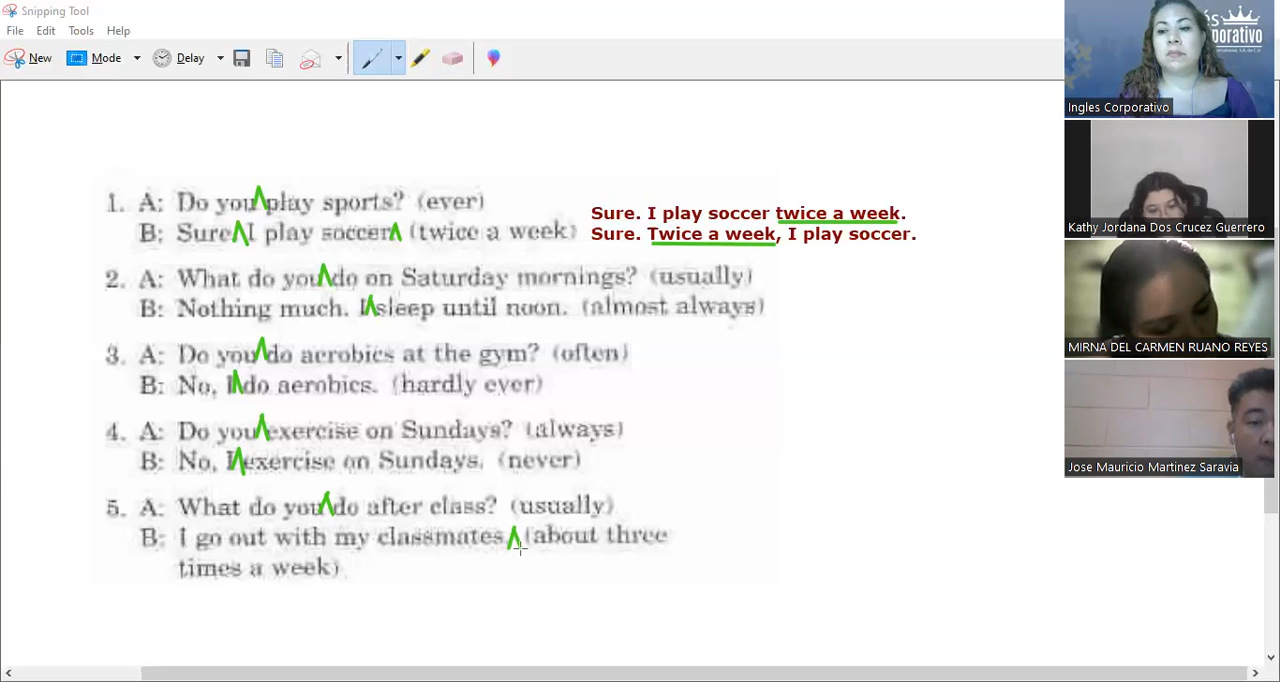 Snipping Tool
File Edit Tools Help
New Mode Delay
1. A: Do you play sports? (ever)
B: Sure I play soccer (twice a week)
Sure. I play soccer twice a week.
Sure. Twice a week, I play soccer.
2. A: What do you do on Saturday mornings? (usually)
B: Nothing much. I sleep until noon. (almost always)
3. A: Do you do aerobics at the gym? (often)
B: No, I do aerobics. (hardly ever)
4. A: Do you exercise on Sundays? (always)
B: No, I exercise on Sundays. (never)
5. A: What do you do after class? (usually)
B: I go out with my classmates (about three
times a week)
Ingles Corporativo
Kathy Jordana Dos Crucez Guerrero
MIRNA DEL CARMEN RUANO REYES
Jose Mauricio Martinez Saravia